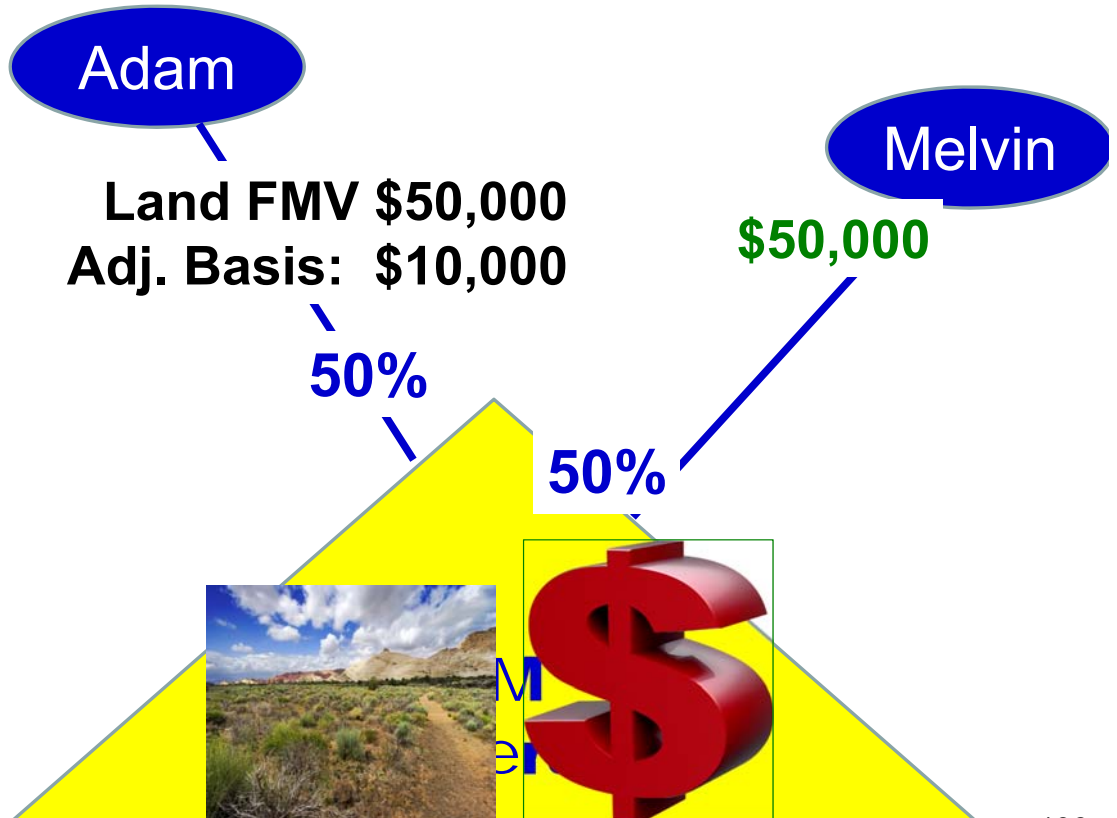 Adam
Melvin
Land FMV $50,000
Adj. Basis: $10,000
$50,000
50%
50%